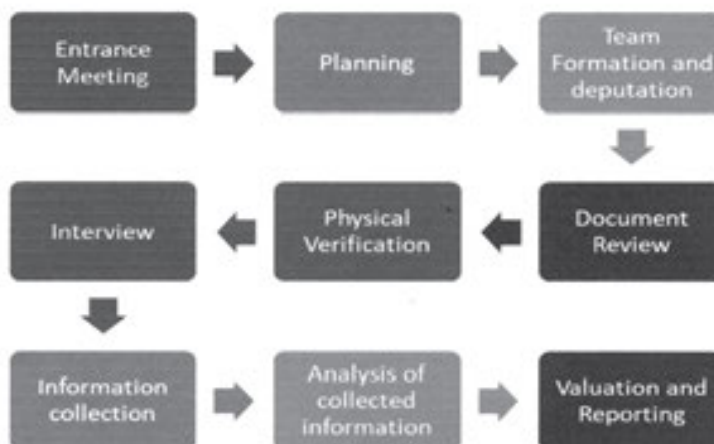 Entrance
Meeting
Planning
Team
Formation and
deputation
Document
Review
Physical
Verification
Interview
Information
collection
Analysis of
collected
information
Valuation and
Reporting